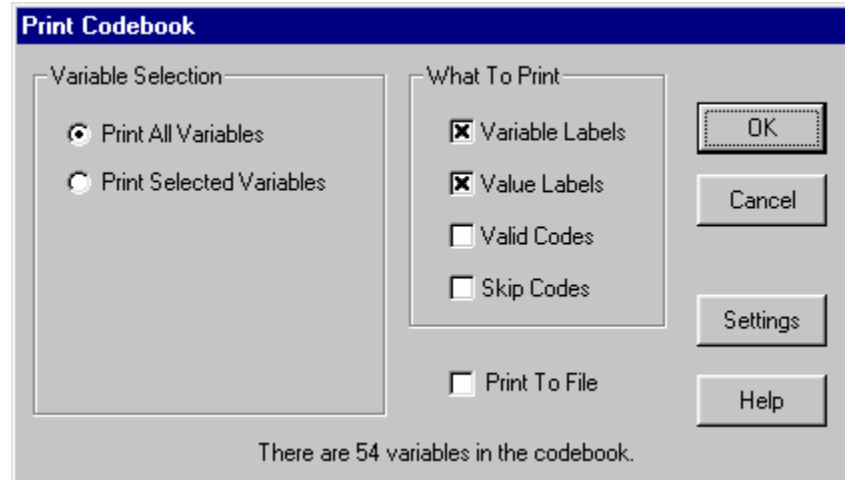 Print Codebook
Variable Selection
Print All Variables
Print Selected Variables
What To Print
Variable Labels
Value Labels
Valid Codes
Skip Codes
Print To File
OK
Cancel
Settings
Help
There are 54 variables in the codebook.